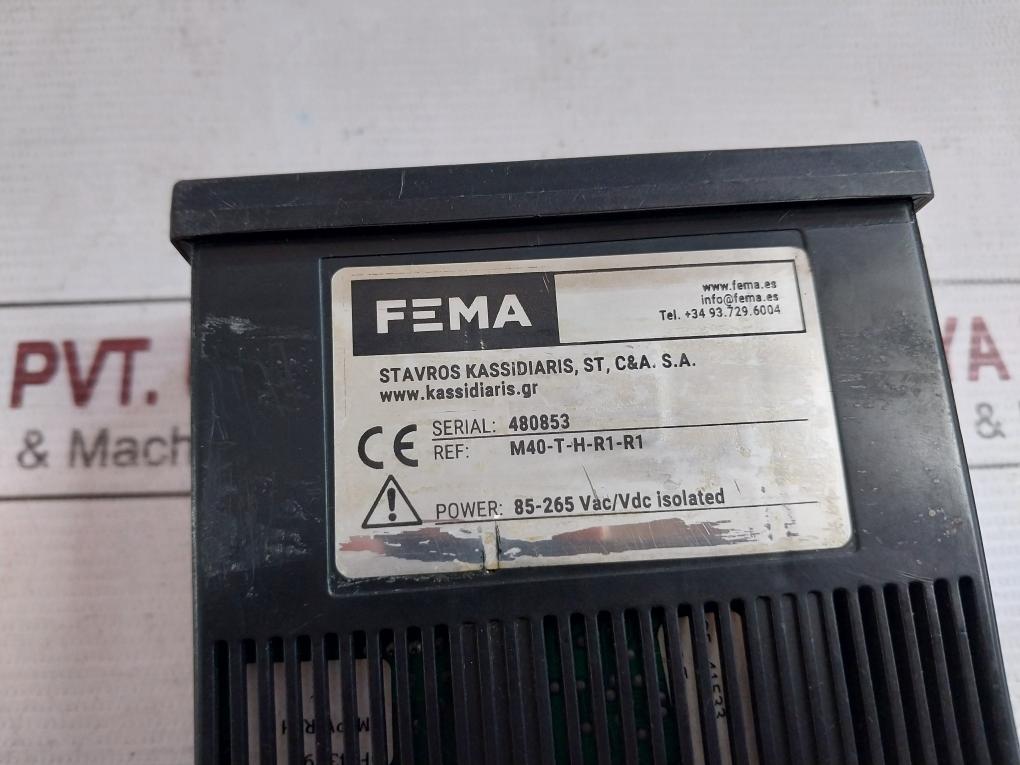 FEMA
www.fema.es
info@fema.es
Tel. +34 93.729.6004
STAVROS KASSiDIARIS, ST, C&A. S.A.
www.kassidiaris.gr
CE
SERIAL: 480853
REF: M40-T-H-R1-R1
POWER: 85-265 Vac/Vdc isolated
PVT.
& Mach
&